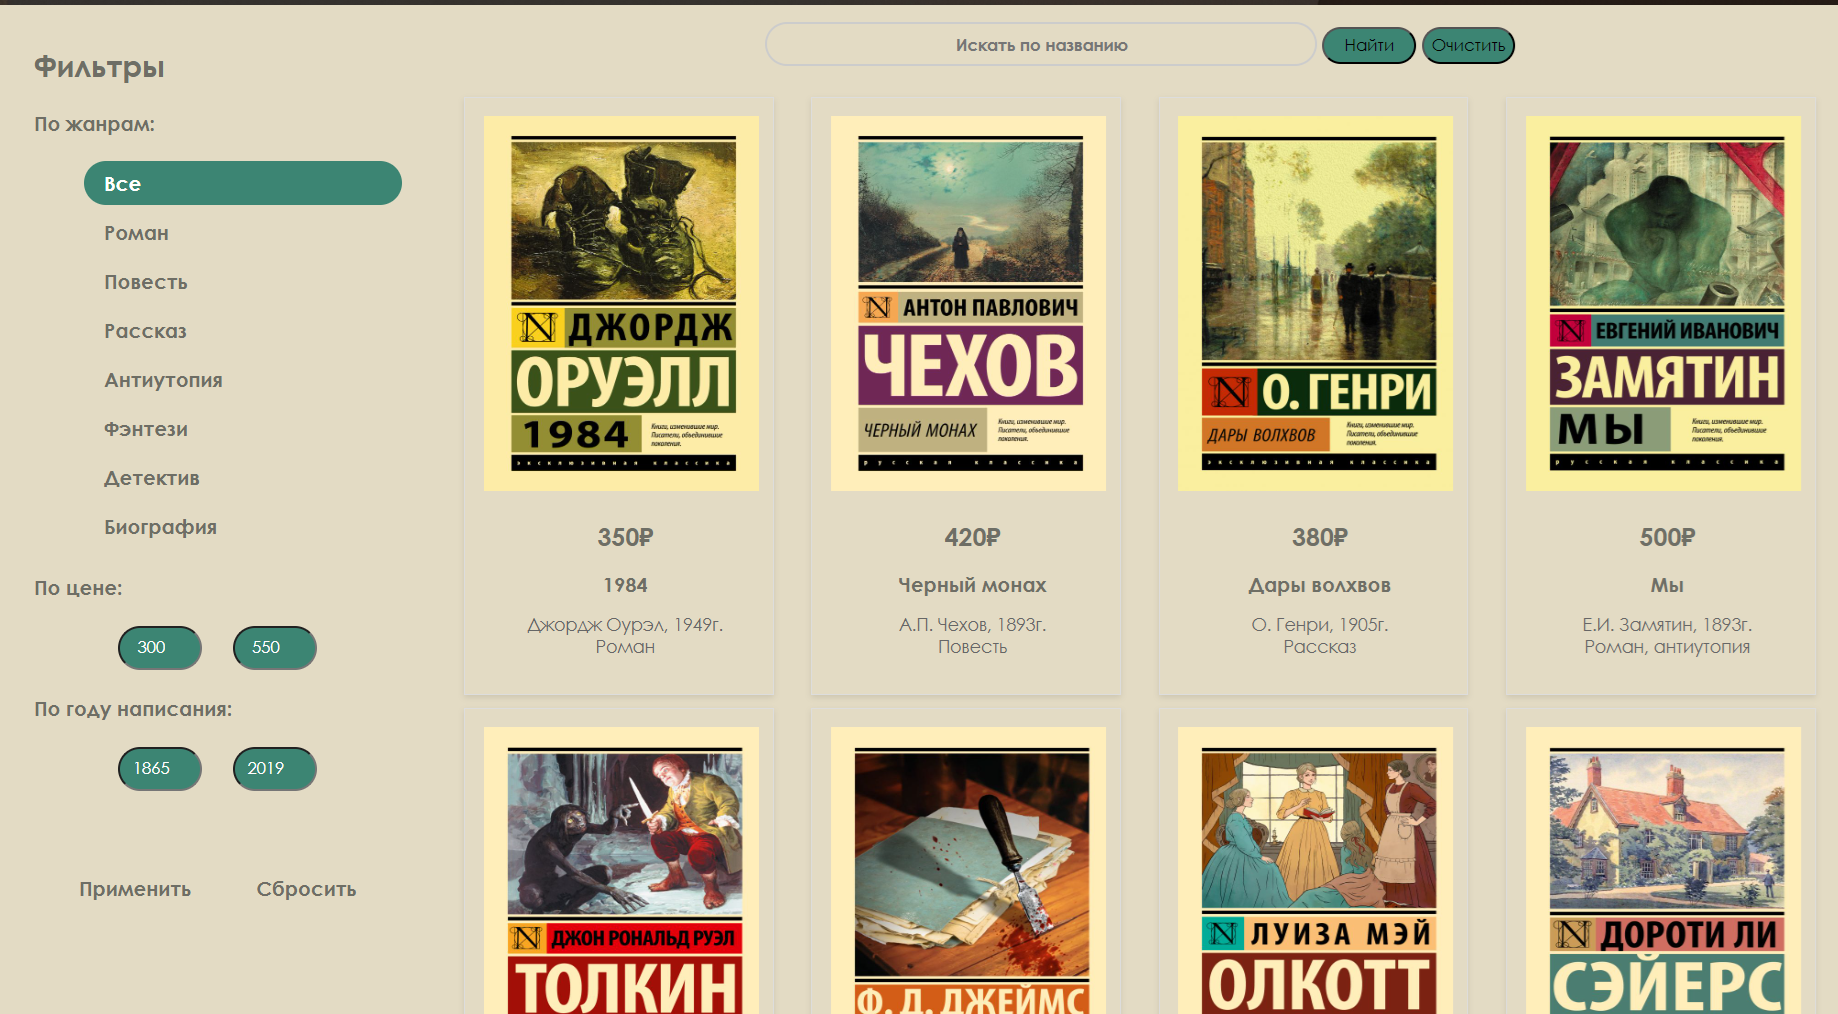 Искать по названию
Найти
Очистить
Фильтры
По жанрам:
Все
Роман
Повесть
Рассказ
Антиутопия
Фэнтези
Детектив
Биография
По цене:
300
550
По году написания:
1865
2019
Применить
Сбросить
N ДЖОРДЖ
ОРУЭЛЛ
1984
Книги, изменившие мир.
Писатели, объединившие
поколения.
эксклюзивная классика
350₽
1984
Джордж Оурэл, 1949г.
Роман
N АНТОН ПАВЛОВИЧ
ЧЕХОВ
ЧЕРНЫЙ МОНАХ
Книги, изменившие мир.
Писатели, объединившие
поколения.
русская классика
420₽
Черный монах
А.П. Чехов, 1893г.
Повесть
N О. ГЕНРИ
ДАРЫ ВОЛХВОВ
Книги, изменившие мир.
Писатели, объединившие
поколения.
эксклюзивная классика
380₽
Дары волхвов
О. Генри, 1905г.
Рассказ
N ЕВГЕНИЙ ИВАНОВИЧ
ЗАМЯТИН
МЫ
Книги, изменившие мир.
Писатели, объединившие
поколения.
русская классика
500₽
Мы
Е.И. Замятин, 1893г.
Роман, антиутопия
N ДЖОН РОНАЛЬД РУЭЛ
ТОЛКИН
Ф. Д. ДЖЕЙМС
N ЛУИЗА МЭЙ
ОЛКОТТ
N ДОРОТИ ЛИ
СЭЙЕРС